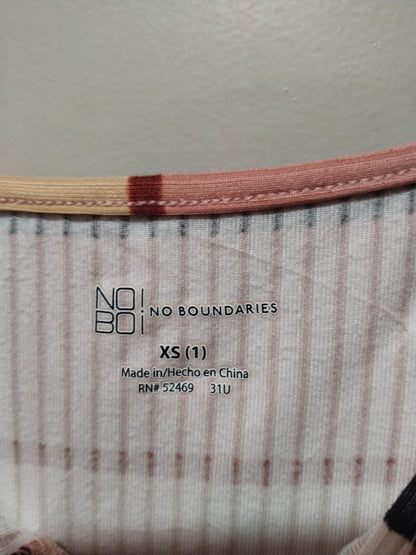 NO!
BO¡
NO BOUNDARIES
XS (1)
Made in/Hecho en China
RN# 52469 31U